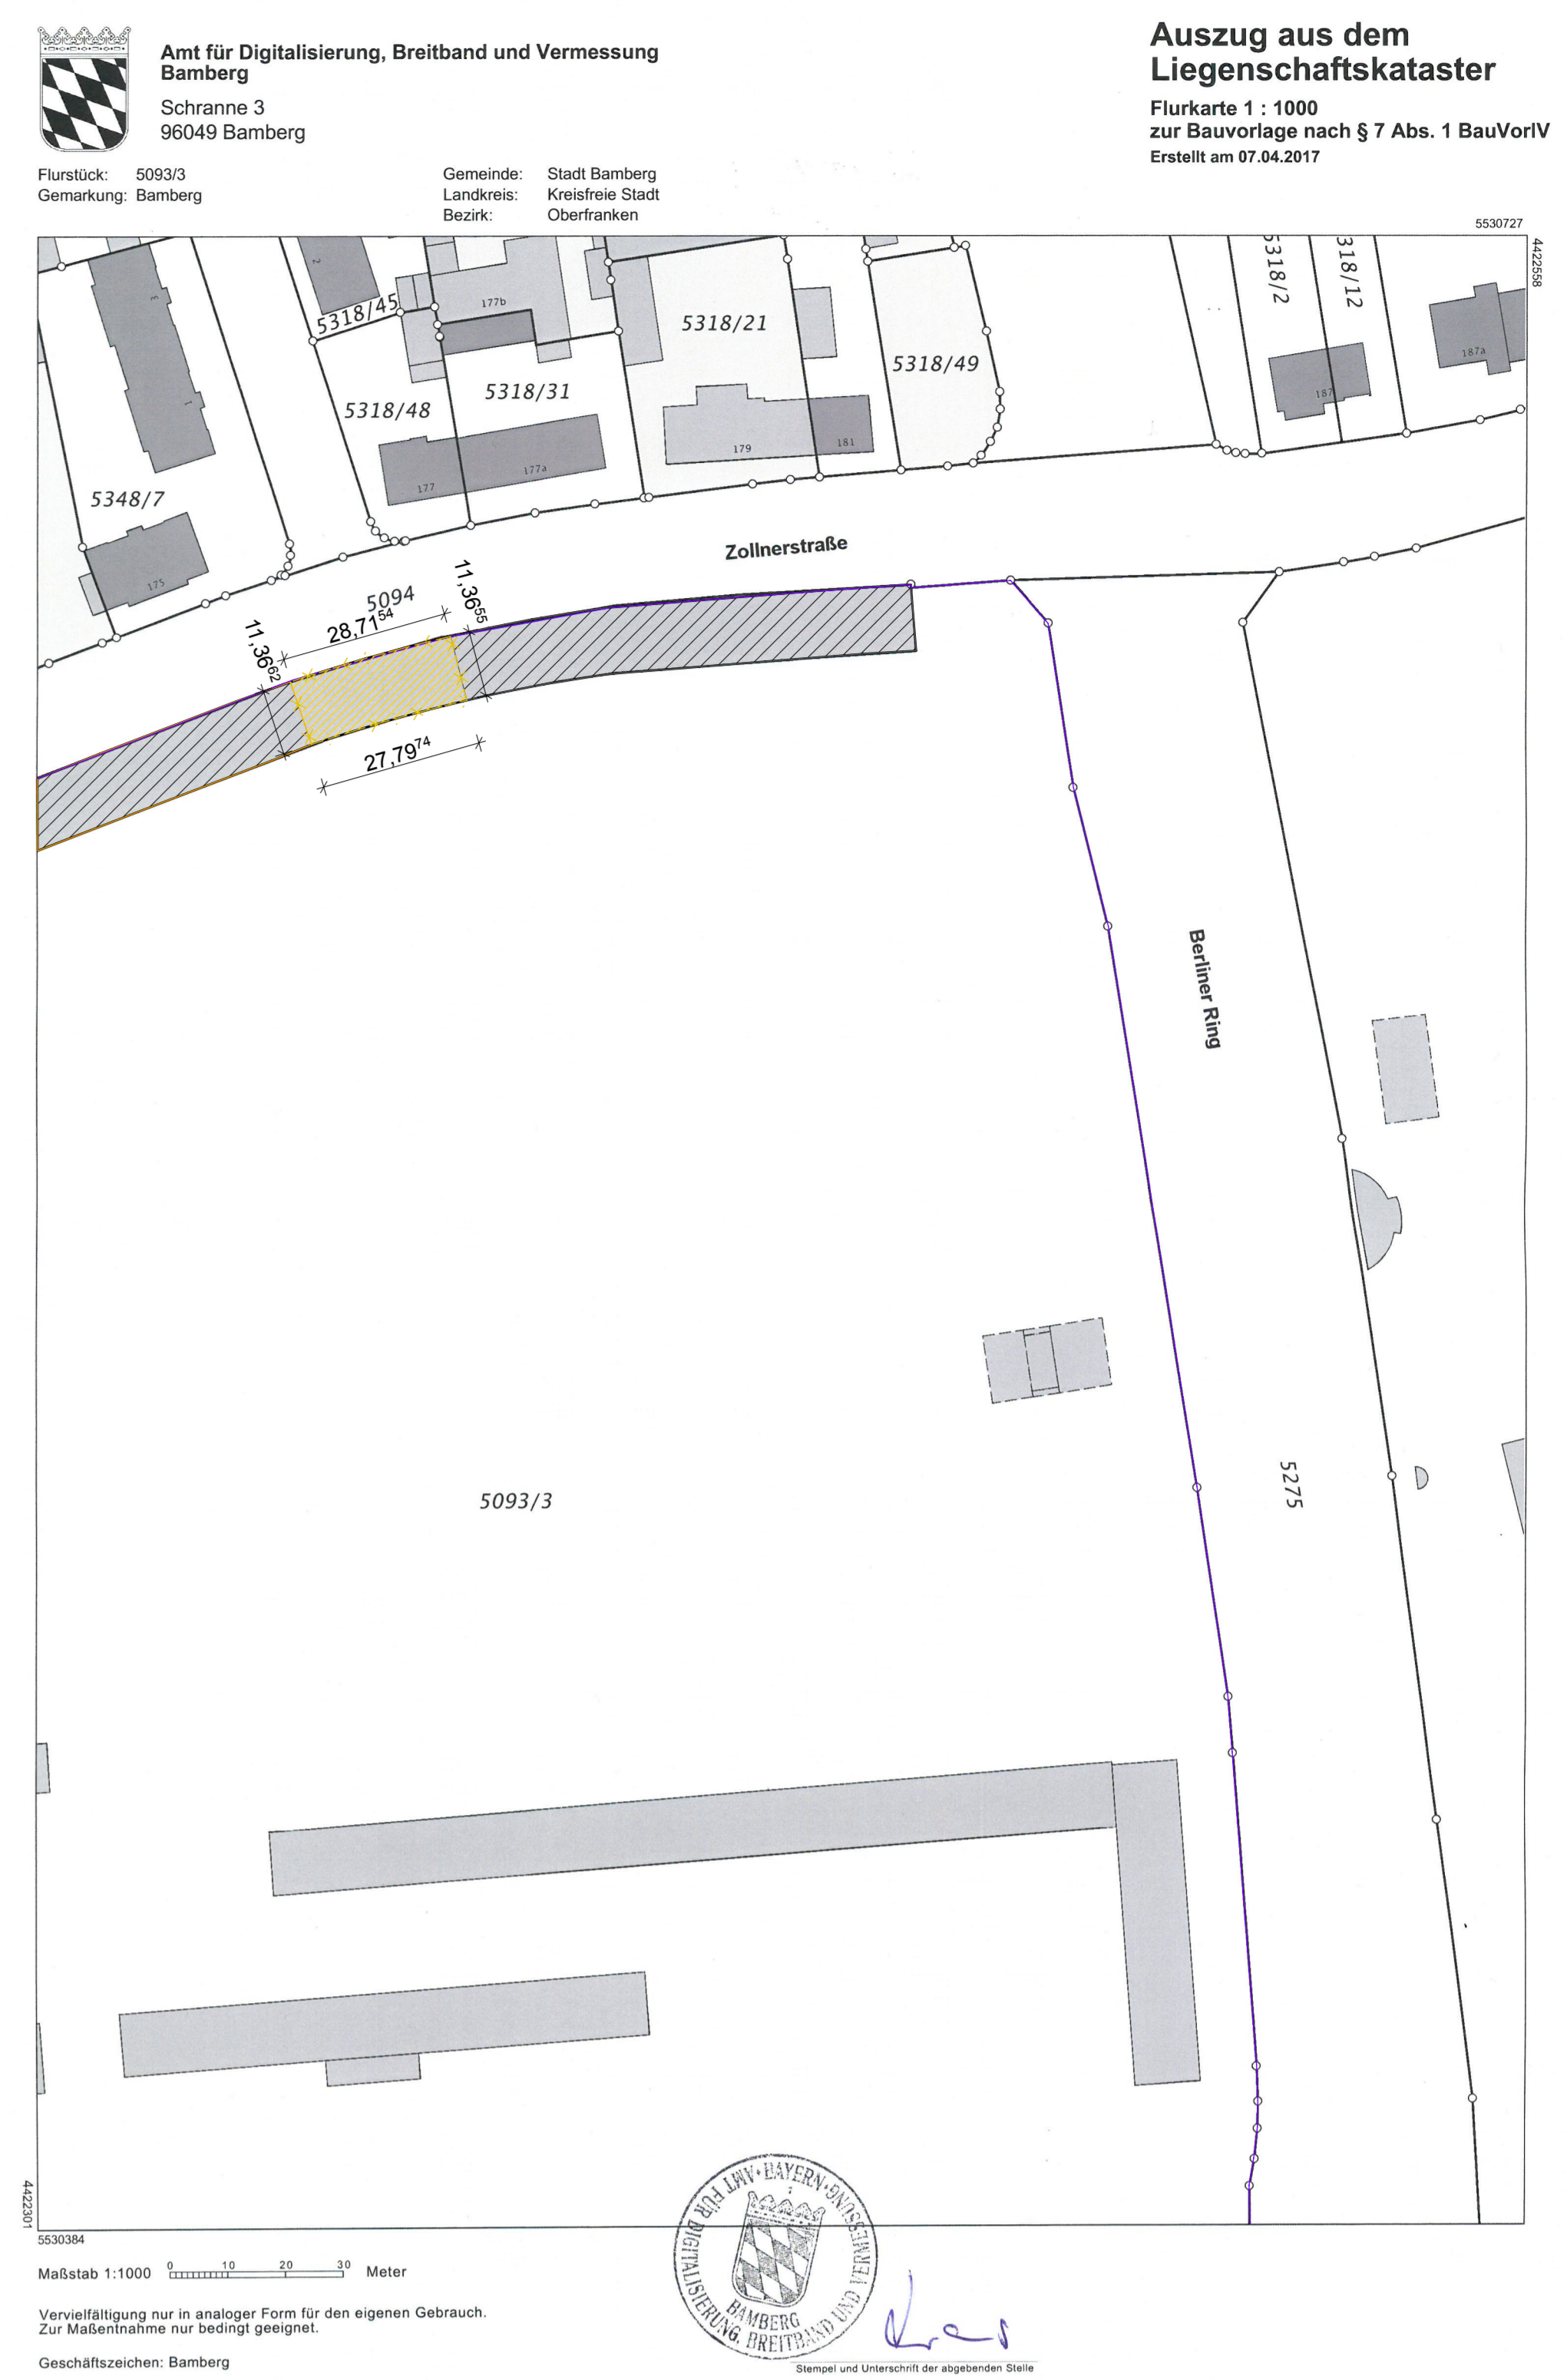 Amt für Digitalisierung, Breitband und Vermessung
Bamberg
Schranne 3
96049 Bamberg
Auszug aus dem
Liegenschaftskataster
Flurkarte 1 : 1000
zur Bauvorlage nach § 7 Abs. 1 BauVorlV
Erstellt am 07.04.2017
Flurstück: 5093/3
Gemarkung: Bamberg
Gemeinde: Stadt Bamberg
Landkreis: Kreisfreie Stadt
Bezirk: Oberfranken
5530727
4422558
3
2
5318/45
177b
5318/21
5318/2
318/12
187a
1
5318/48
5318/31
5318/49
187
177
177a
179
181
5348/7
175
Zollnerstraße
5094
11,36⁶²
28,71⁵⁴
11,36⁵⁵
27,79⁷⁴
Berliner Ring
5093/3
5275
4422301
5530384
Maßstab 1:1000 0 10 20 30 Meter
Vervielfältigung nur in analoger Form für den eigenen Gebrauch.
Zur Maßentnahme nur bedingt geeignet.
Geschäftszeichen: Bamberg
BAYERN
AMT FÜR DIGITALISIERUNG, BREITBAND UND VERMESSUNG
BAMBERG
Stempel und Unterschrift der abgebenden Stelle